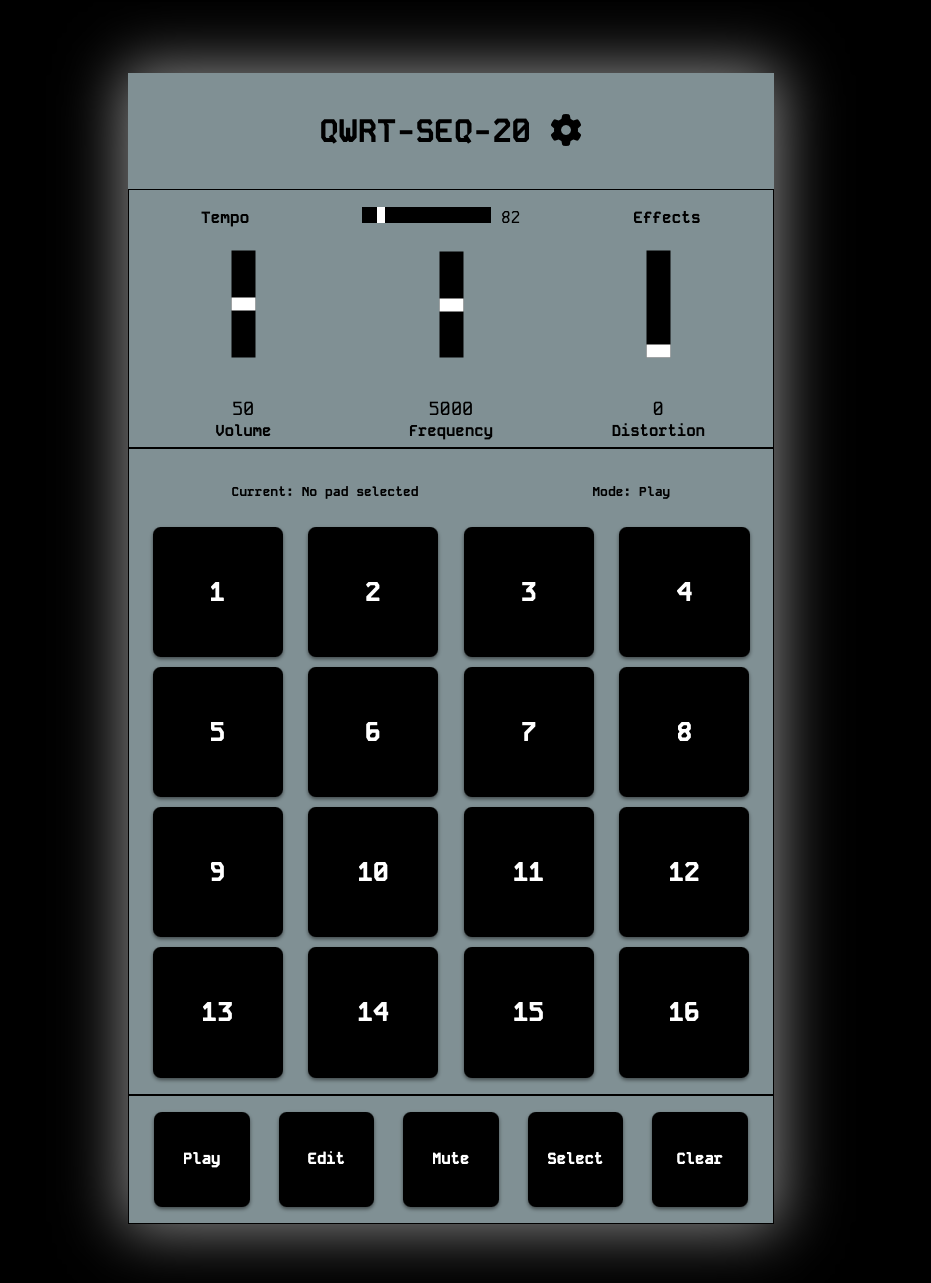 QWRT-SEQ-20
Tempo 82 Effects
50 5000 0
Volume Frequency Distortion
Current: No pad selected Mode: Play
1 2 3 4
5 6 7 8
9 10 11 12
13 14 15 16
Play Edit Mute Select Clear